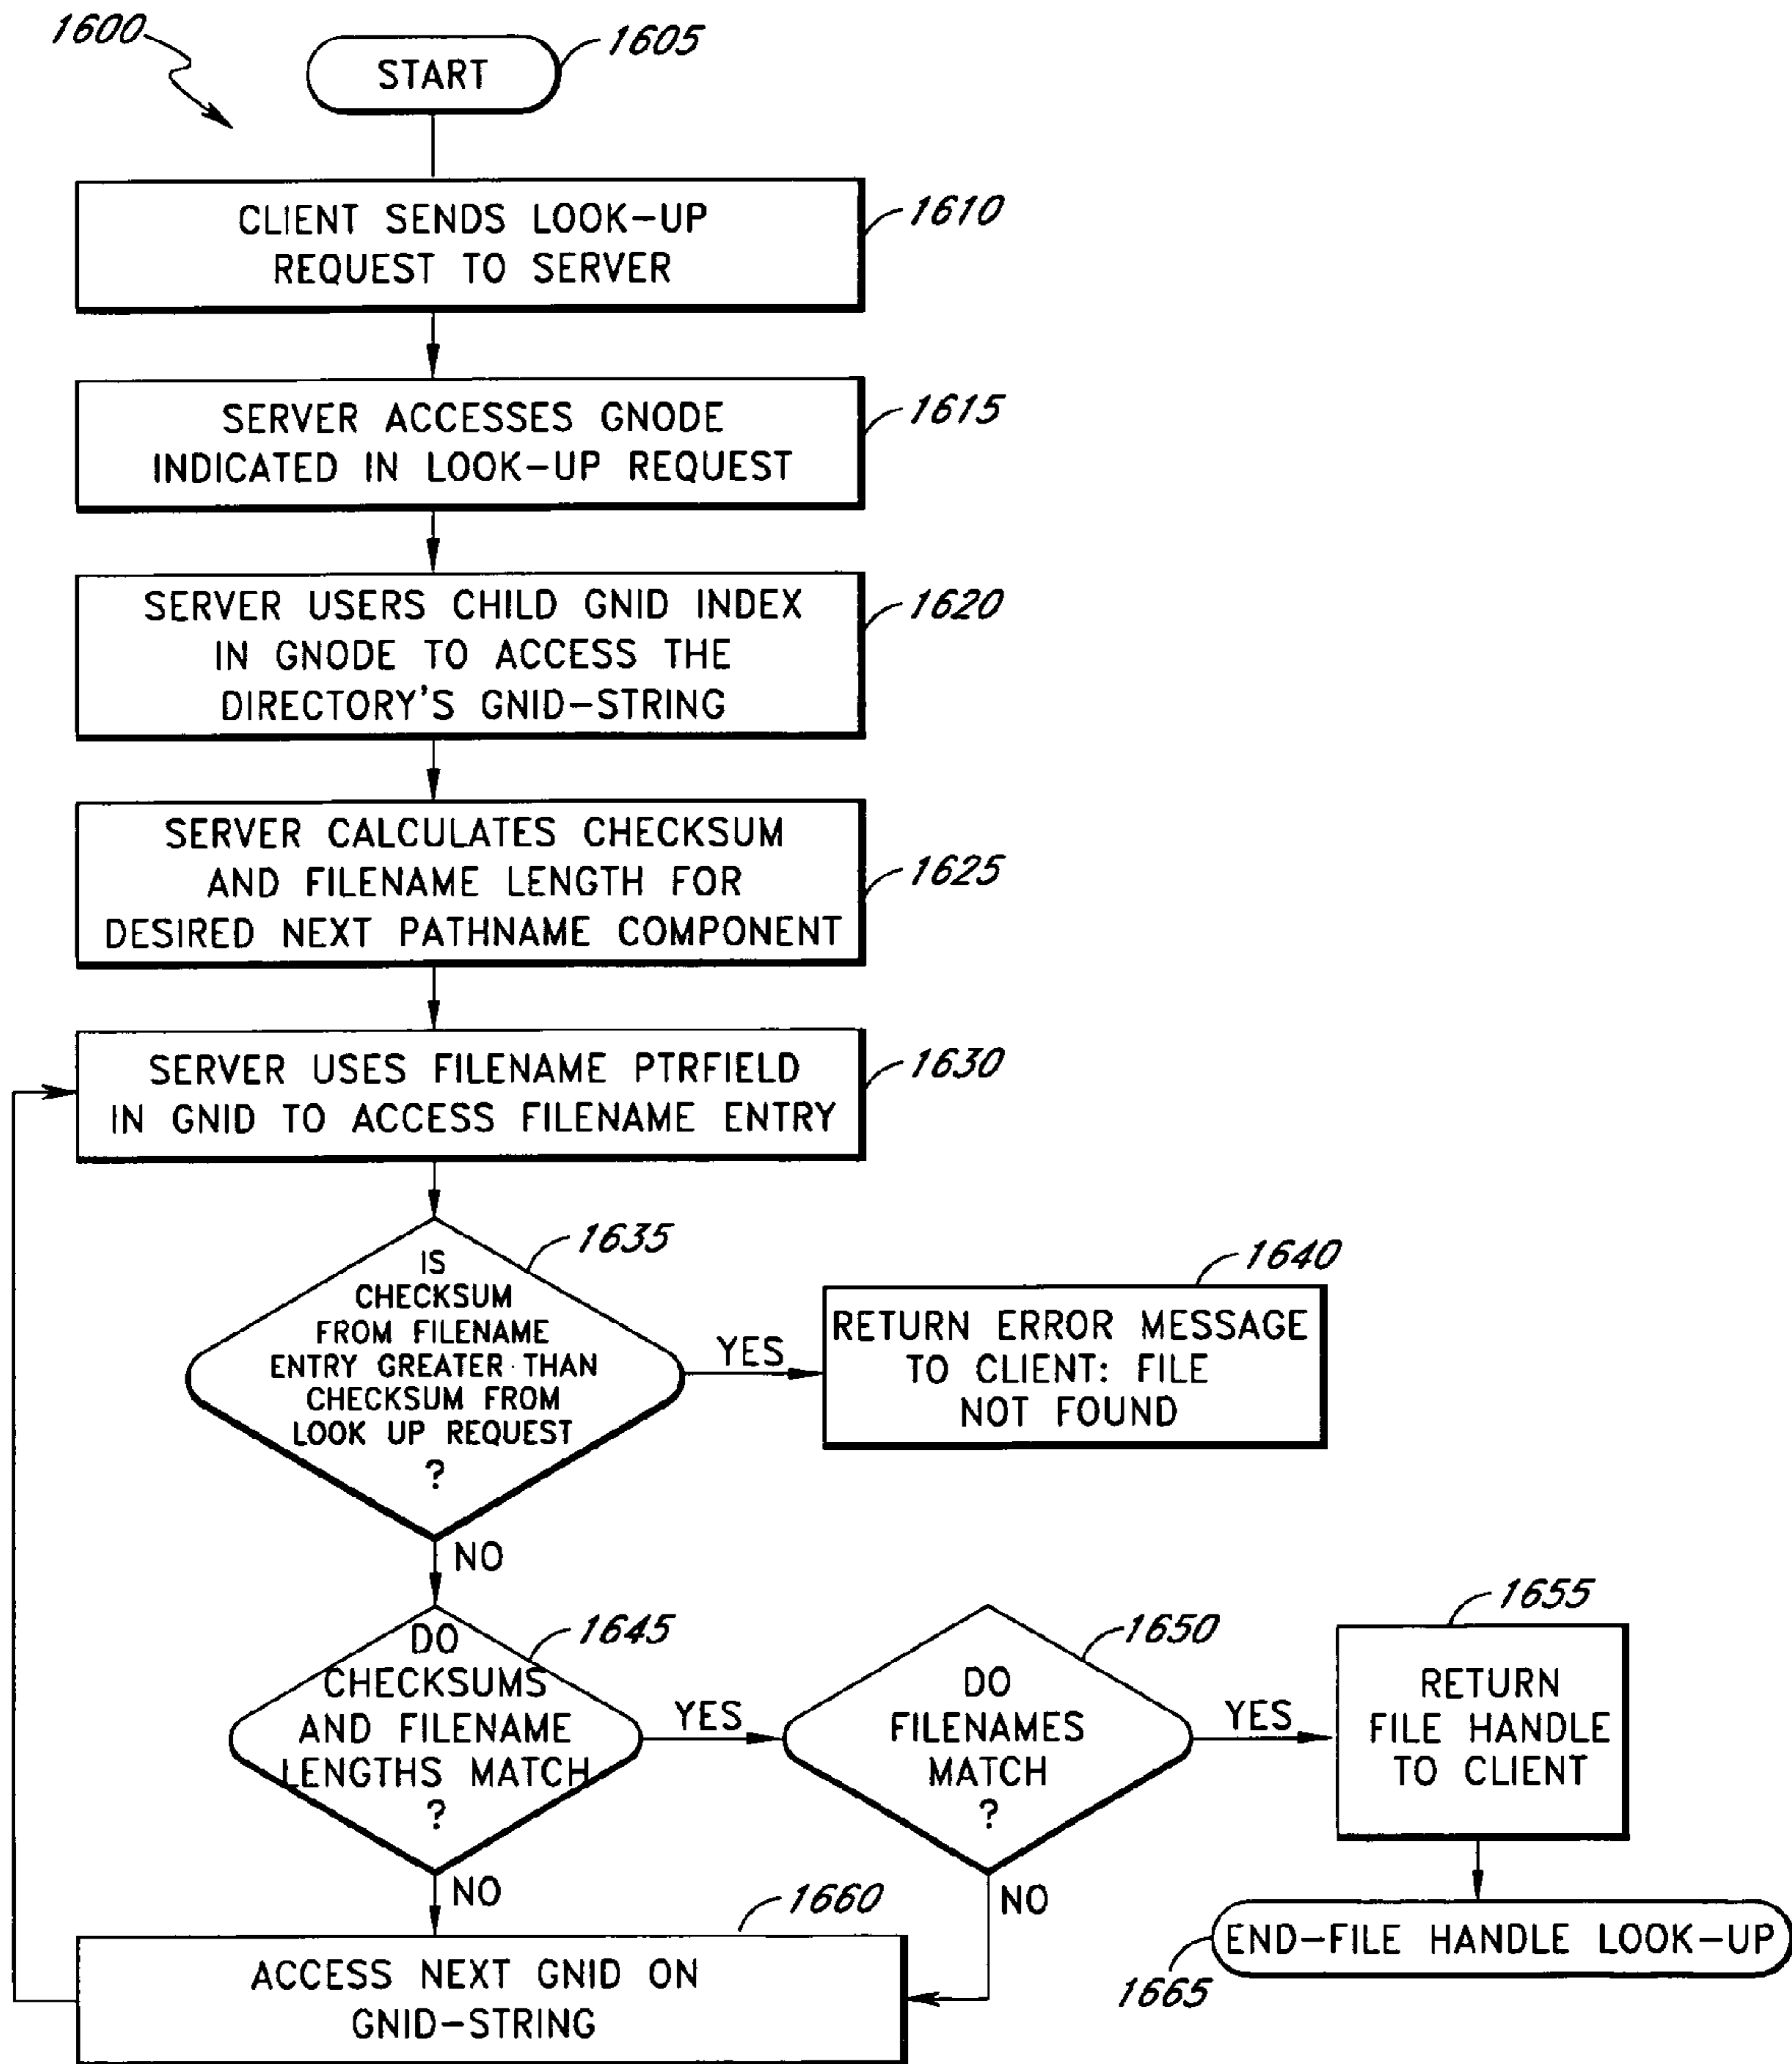 1600
START
1605
CLIENT SENDS LOOK-UP
REQUEST TO SERVER
1610
SERVER ACCESSES GNODE
INDICATED IN LOOK-UP REQUEST
1615
SERVER USERS CHILD GNID INDEX
IN GNODE TO ACCESS THE
DIRECTORY'S GNID-STRING
1620
SERVER CALCULATES CHECKSUM
AND FILENAME LENGTH FOR
DESIRED NEXT PATHNAME COMPONENT
1625
SERVER USES FILENAME PTRFIELD
IN GNID TO ACCESS FILENAME ENTRY
1630
IS
CHECKSUM
FROM FILENAME
ENTRY GREATER THAN
CHECKSUM FROM
LOOK UP REQUEST
?
1635
YES
NO
RETURN ERROR MESSAGE
TO CLIENT: FILE
NOT FOUND
1640
DO
CHECKSUMS
AND FILENAME
LENGTHS MATCH
?
1645
YES
NO
DO
FILENAMES
MATCH
?
1650
YES
NO
RETURN
FILE HANDLE
TO CLIENT
1655
ACCESS NEXT GNID ON
GNID-STRING
1660
END-FILE HANDLE LOOK-UP
1665